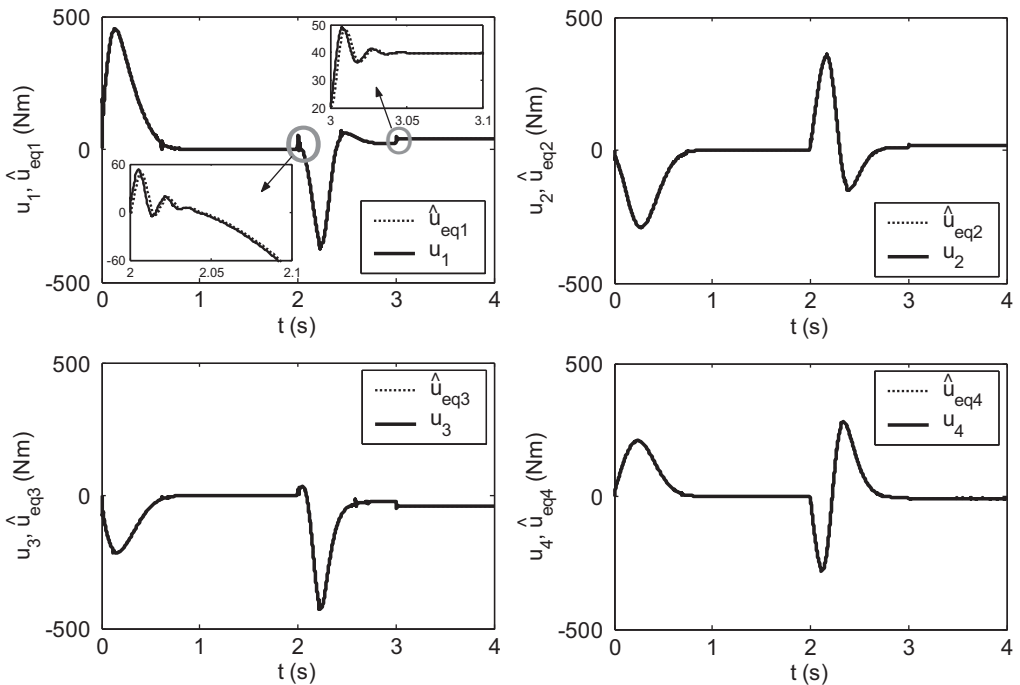 500
0
-500
0
1
2
3
4
t (s)
u1, ûeq1 (Nm)
50
40
30
20
3
3.05
3.1
60
0
-60
2
2.05
2.1
ûeq1
u1
500
0
-500
0
1
2
3
4
t (s)
u2, ûeq2 (Nm)
ûeq2
u2
500
0
-500
0
1
2
3
4
t (s)
u3, ûeq3 (Nm)
ûeq3
u3
500
0
-500
0
1
2
3
4
t (s)
u4, ûeq4 (Nm)
ûeq4
u4